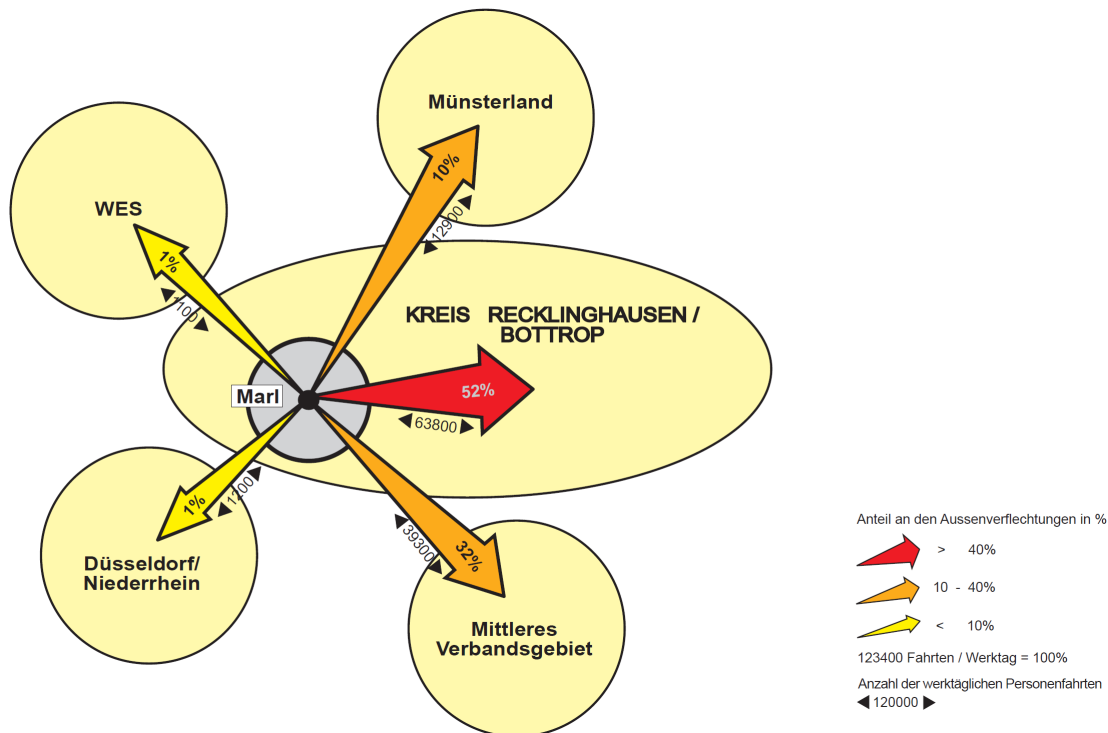 Münsterland
10%
12900
WES
1%
1100
KREIS RECKLINGHAUSEN /
BOTTROP
Marl
52%
63800
1%
1200
Düsseldorf/
Niederrhein
39300
32%
Mittleres
Verbandsgebiet
Anteil an den Aussenverflechtungen in %
> 40%
10 - 40%
< 10%
123400 Fahrten / Werktag = 100%
Anzahl der werktäglichen Personenfahrten
120000